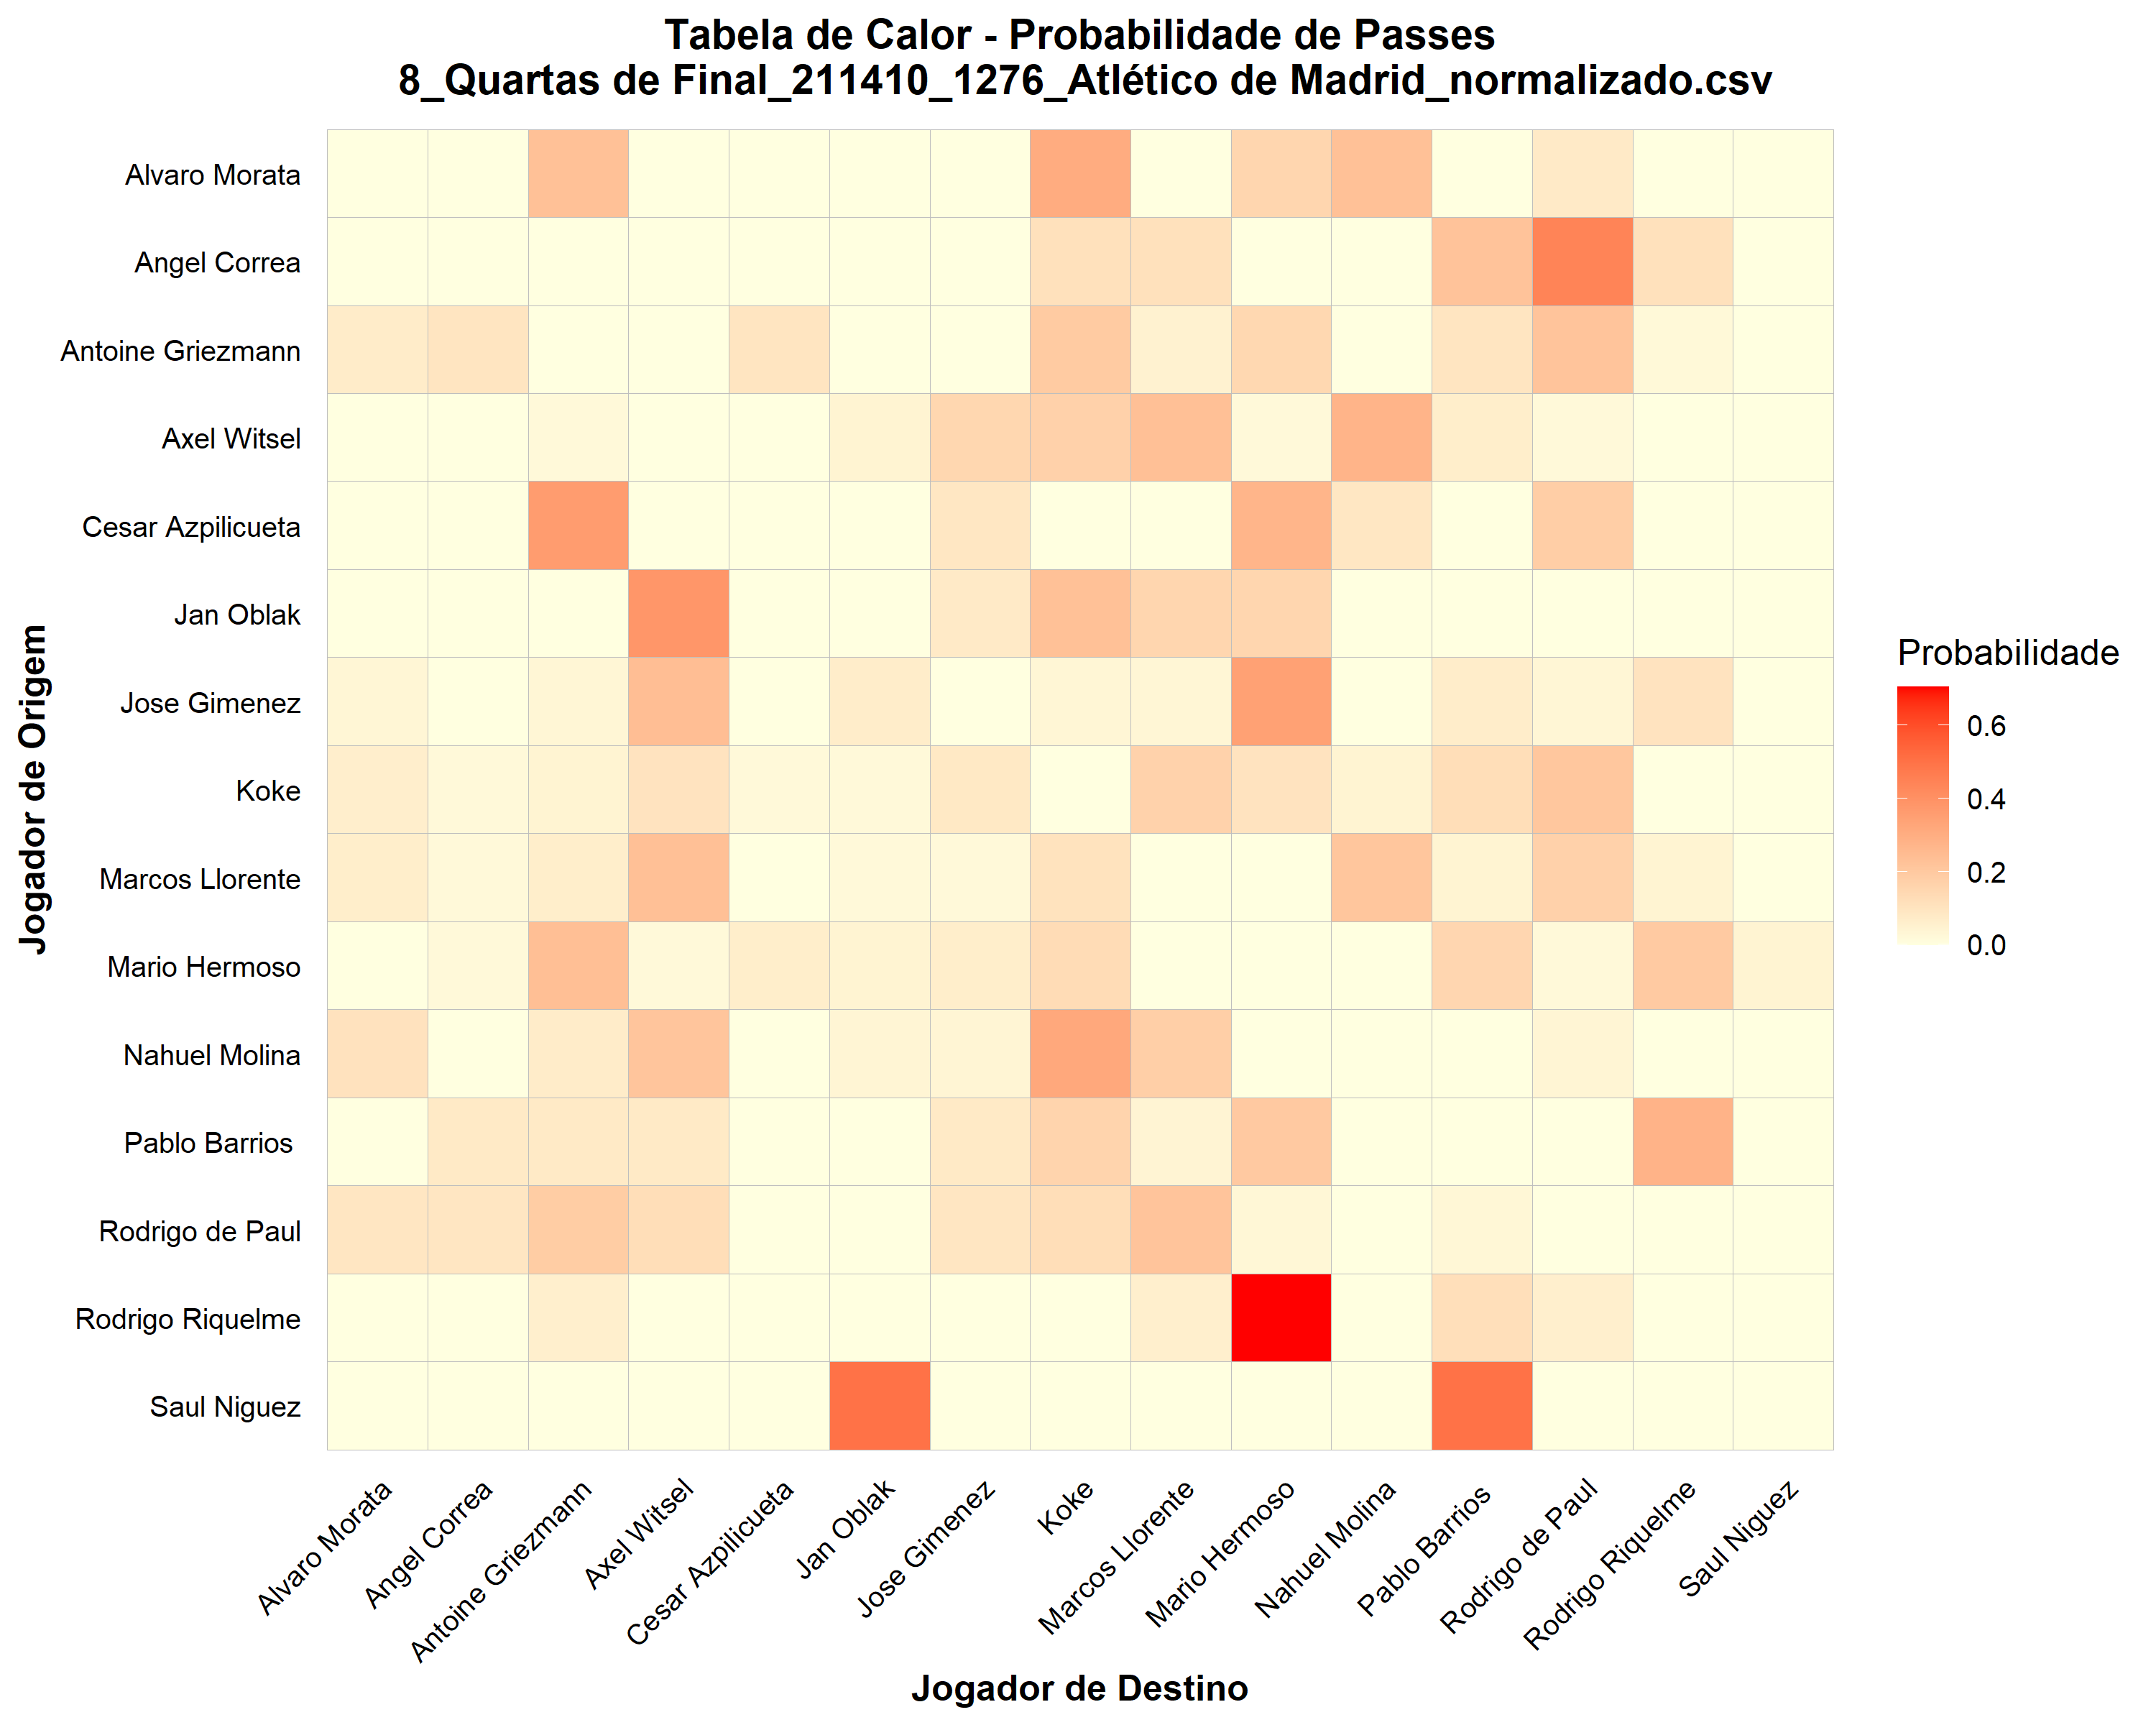 Tabela de Calor - Probabilidade de Passes
8_Quartas de Final_211410_1276_Atlético de Madrid_normalizado.csv
Jogador de Origem
Alvaro Morata
Angel Correa
Antoine Griezmann
Axel Witsel
Cesar Azpilicueta
Jan Oblak
Jose Gimenez
Koke
Marcos Llorente
Mario Hermoso
Nahuel Molina
Pablo Barrios
Rodrigo de Paul
Rodrigo Riquelme
Saul Niguez
Alvaro Morata
Angel Correa
Antoine Griezmann
Axel Witsel
Cesar Azpilicueta
Jan Oblak
Jose Gimenez
Koke
Marcos Llorente
Mario Hermoso
Nahuel Molina
Pablo Barrios
Rodrigo de Paul
Rodrigo Riquelme
Saul Niguez
Jogador de Destino
Probabilidade
0.6
0.4
0.2
0.0